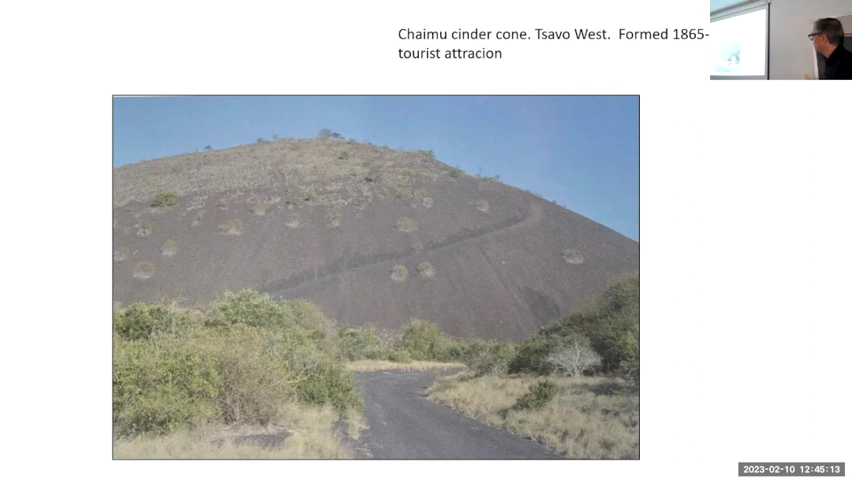 Chaimu cinder cone. Tsavo West.  Formed 1865-
tourist attracion
2023-02-10 12:45:13